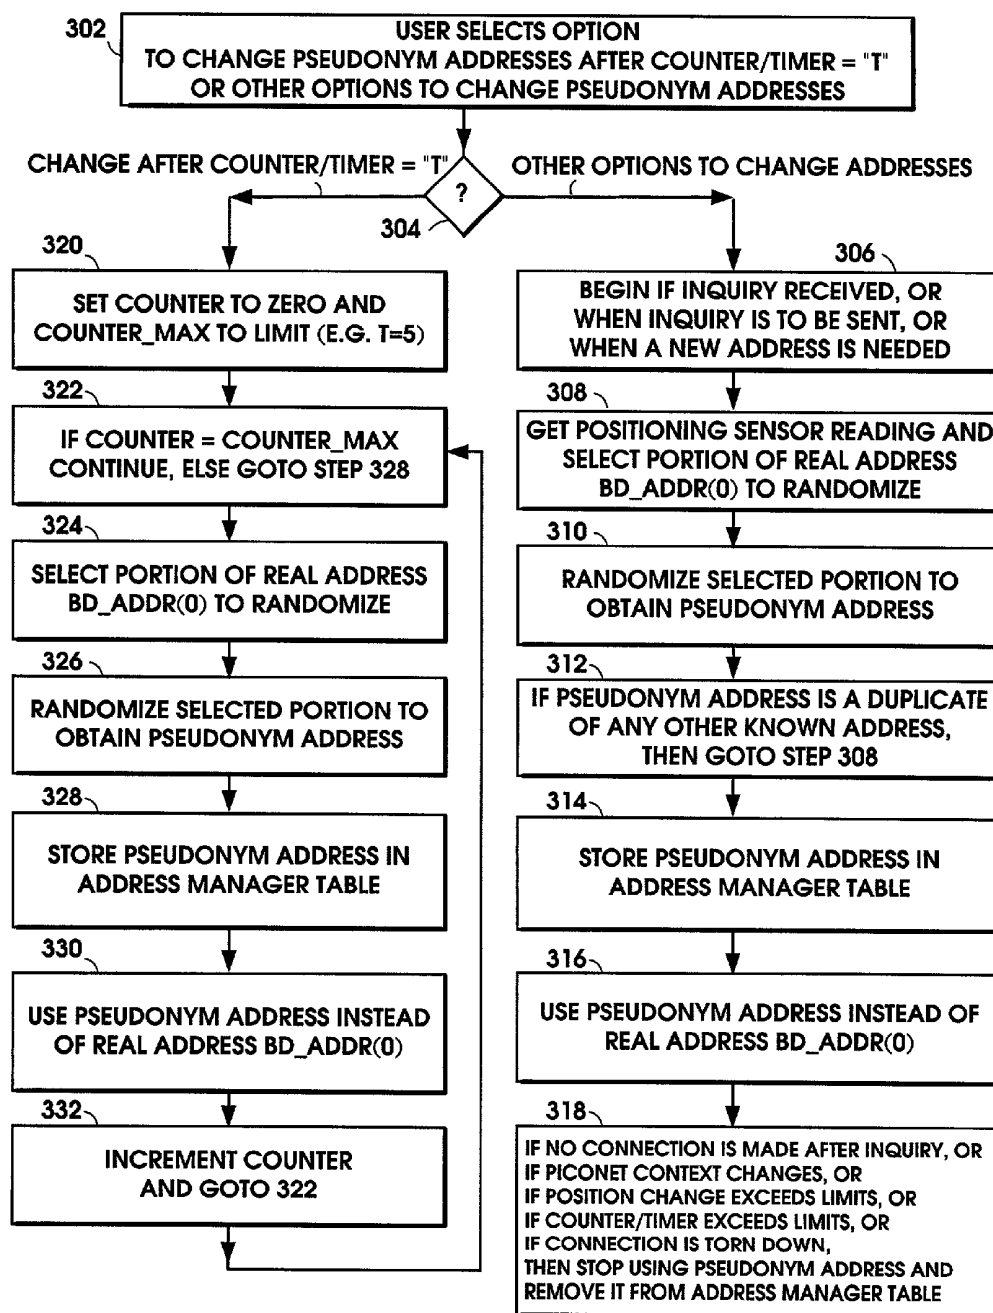 302
USER SELECTS OPTION
TO CHANGE PSEUDONYM ADDRESSES AFTER COUNTER/TIMER = "T"
OR OTHER OPTIONS TO CHANGE PSEUDONYM ADDRESSES
CHANGE AFTER COUNTER/TIMER = "T"
?
304
OTHER OPTIONS TO CHANGE ADDRESSES
320
SET COUNTER TO ZERO AND
COUNTER_MAX TO LIMIT (E.G. T=5)
322
IF COUNTER = COUNTER_MAX
CONTINUE, ELSE GOTO STEP 328
324
SELECT PORTION OF REAL ADDRESS
BD_ADDR(0) TO RANDOMIZE
326
RANDOMIZE SELECTED PORTION TO
OBTAIN PSEUDONYM ADDRESS
328
STORE PSEUDONYM ADDRESS IN
ADDRESS MANAGER TABLE
330
USE PSEUDONYM ADDRESS INSTEAD
OF REAL ADDRESS BD_ADDR(0)
332
INCREMENT COUNTER
AND GOTO 322
306
BEGIN IF INQUIRY RECEIVED, OR
WHEN INQUIRY IS TO BE SENT, OR
WHEN A NEW ADDRESS IS NEEDED
308
GET POSITIONING SENSOR READING AND
SELECT PORTION OF REAL ADDRESS
BD_ADDR(0) TO RANDOMIZE
310
RANDOMIZE SELECTED PORTION TO
OBTAIN PSEUDONYM ADDRESS
312
IF PSEUDONYM ADDRESS IS A DUPLICATE
OF ANY OTHER KNOWN ADDRESS,
THEN GOTO STEP 308
314
STORE PSEUDONYM ADDRESS IN
ADDRESS MANAGER TABLE
316
USE PSEUDONYM ADDRESS INSTEAD OF
REAL ADDRESS BD_ADDR(0)
318
IF NO CONNECTION IS MADE AFTER INQUIRY, OR
IF PICONET CONTEXT CHANGES, OR
IF POSITION CHANGE EXCEEDS LIMITS, OR
IF COUNTER/TIMER EXCEEDS LIMITS, OR
IF CONNECTION IS TORN DOWN,
THEN STOP USING PSEUDONYM ADDRESS AND
REMOVE IT FROM ADDRESS MANAGER TABLE